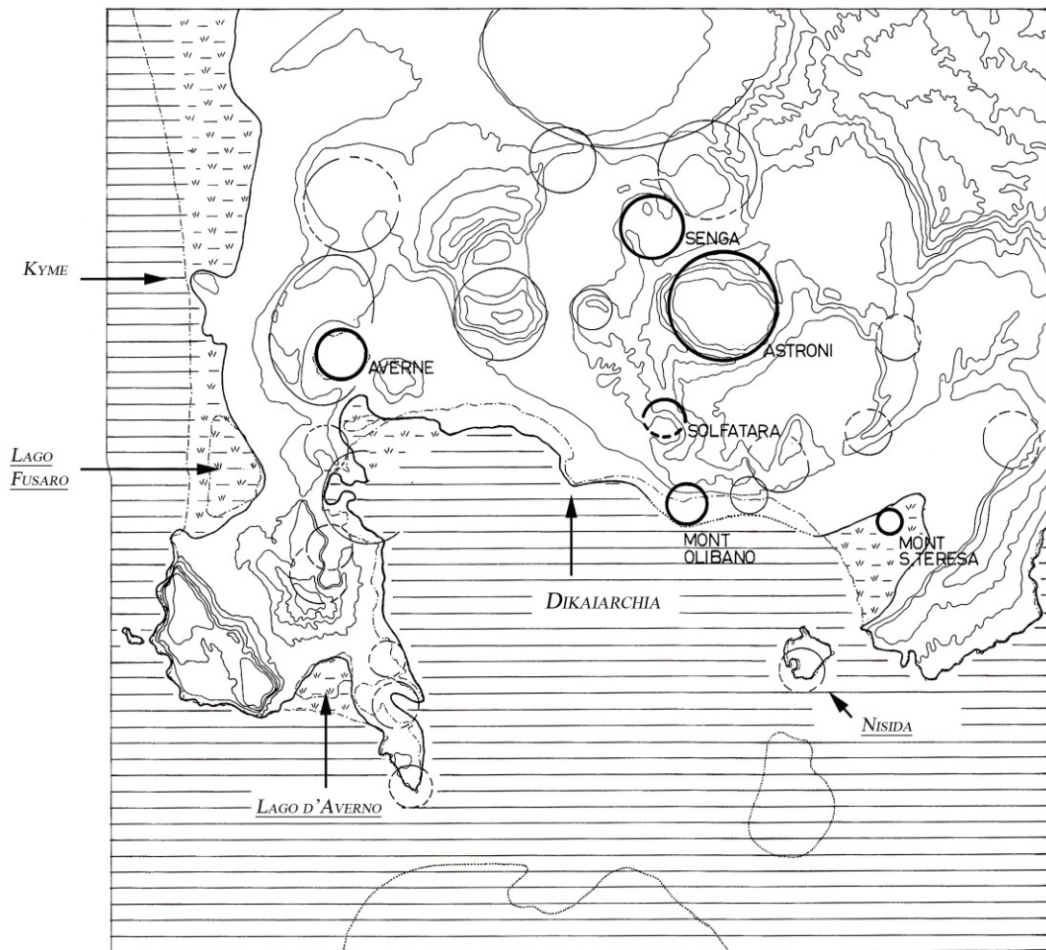 SENGA
KYME
ASTRONI
AVERNE
SOLFATARA
LAGO
FUSARO
MONT
OLIBANO
MONT
S.TERESA
DIKAIARCHIA
NISIDA
LAGO D'AVERNO